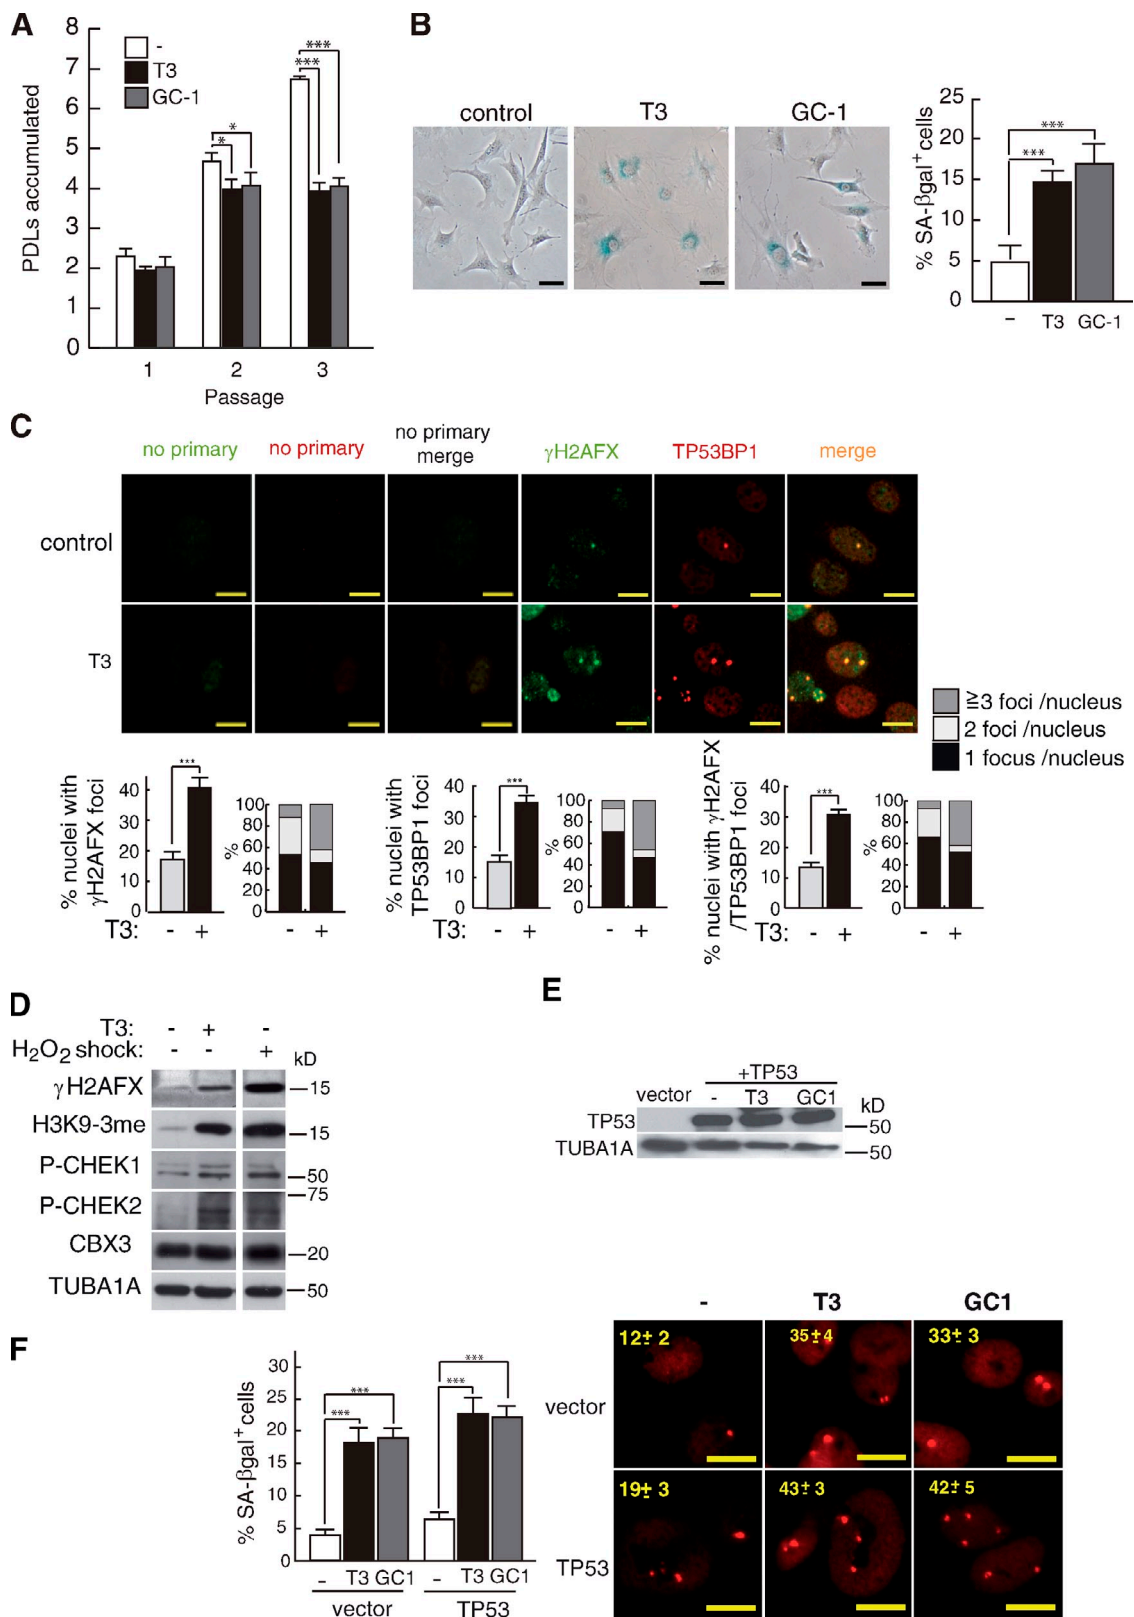 A
8
7
6
5
4
3
2
1
0
PDLs accumulated
-
T3
GC-1
*
*
***
***
1 2 3
Passage
B
control T3 GC-1
25
20
15
10
5
0
% SA-βgal+ cells
***
***
– T3 GC-1
C
no primary no primary no primary merge γH2AFX TP53BP1 merge
control
T3
≧3 foci /nucleus
2 foci /nucleus
1 focus /nucleus
% nuclei with γH2AFX foci
40
30
20
10
0
***
%
100
80
60
40
20
0
T3: - + - +
% nuclei with TP53BP1 foci
40
30
20
10
0
***
%
100
80
60
40
20
0
T3: - + - +
% nuclei with γH2AFX /TP53BP1 foci
40
30
20
10
0
***
%
100
80
60
40
20
0
T3: - + - +
D
T3: - + -
H2O2 shock: - - +
kD
γH2AFX 15
H3K9-3me 15
P-CHEK1 50
75
P-CHEK2
CBX3 20
TUBA1A 50
E
+TP53
vector - T3 GC1 kD
TP53 50
TUBA1A 50
F
% SA-βgal+ cells
30
25
20
15
10
5
0
***
***
***
***
– T3 GC1 – T3 GC1
vector TP53
- T3 GC1
vector
12± 2 35± 4 33± 3
TP53
19± 3 43± 3 42± 5